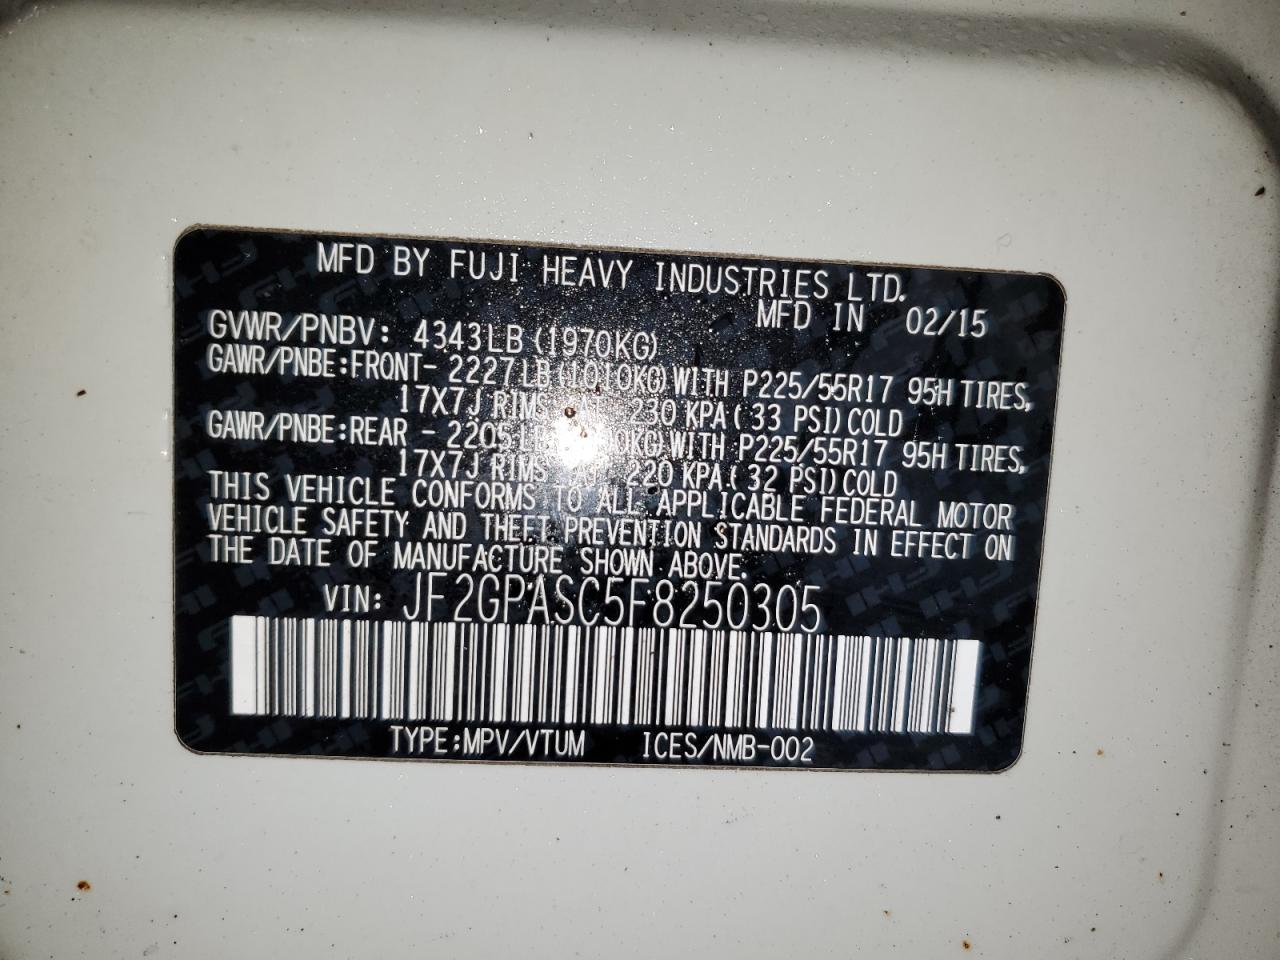 MFD BY FUJI HEAVY INDUSTRIES LTD.
MFD IN 02/15
GVWR/PNBV: 4343LB (1970KG)
GAWR/PNBE:FRONT- 2227LB(1010KG)WITH P225/55R17 95H TIRES,
17X7J RIMS AT 230 KPA( 33 PSI)COLD
GAWR/PNBE:REAR - 2205 WITH P225/55R17 95H TIRES,
17X7J RIMS 220 KPA( 32 PSI)COLD
THIS VEHICLE CONFORMS TO ALL APPLICABLE FEDERAL MOTOR
VEHICLE SAFETY AND THEFT PREVENTION STANDARDS IN EFFECT ON
THE DATE OF MANUFACTURE SHOWN ABOVE.
VIN: JF2GPASC5F8250305
TYPE:MPV/VTUM ICES/NMB-002